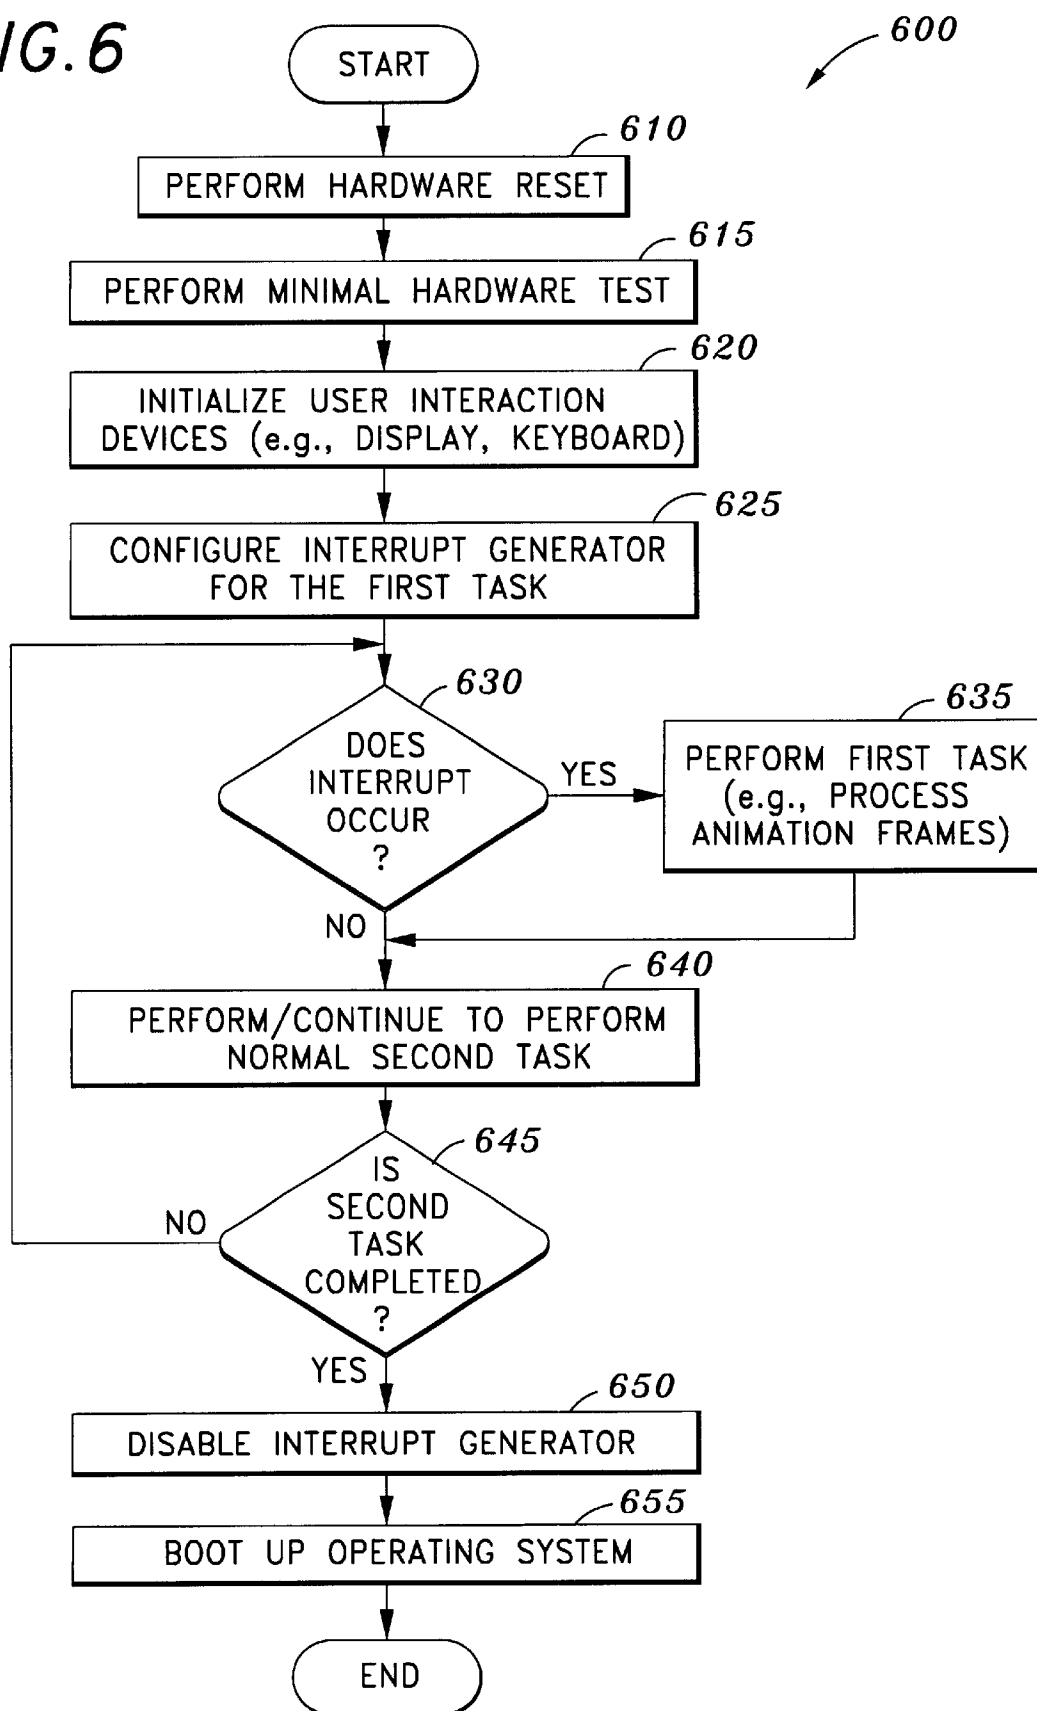 IG. 6
600
START
610
PERFORM HARDWARE RESET
615
PERFORM MINIMAL HARDWARE TEST
620
INITIALIZE USER INTERACTION
DEVICES (e.g., DISPLAY, KEYBOARD)
625
CONFIGURE INTERRUPT GENERATOR
FOR THE FIRST TASK
630
DOES
INTERRUPT
OCCUR
?
YES
635
PERFORM FIRST TASK
(e.g., PROCESS
ANIMATION FRAMES)
NO
640
PERFORM/CONTINUE TO PERFORM
NORMAL SECOND TASK
645
IS
SECOND
TASK
COMPLETED
?
NO
YES
650
DISABLE INTERRUPT GENERATOR
655
BOOT UP OPERATING SYSTEM
END